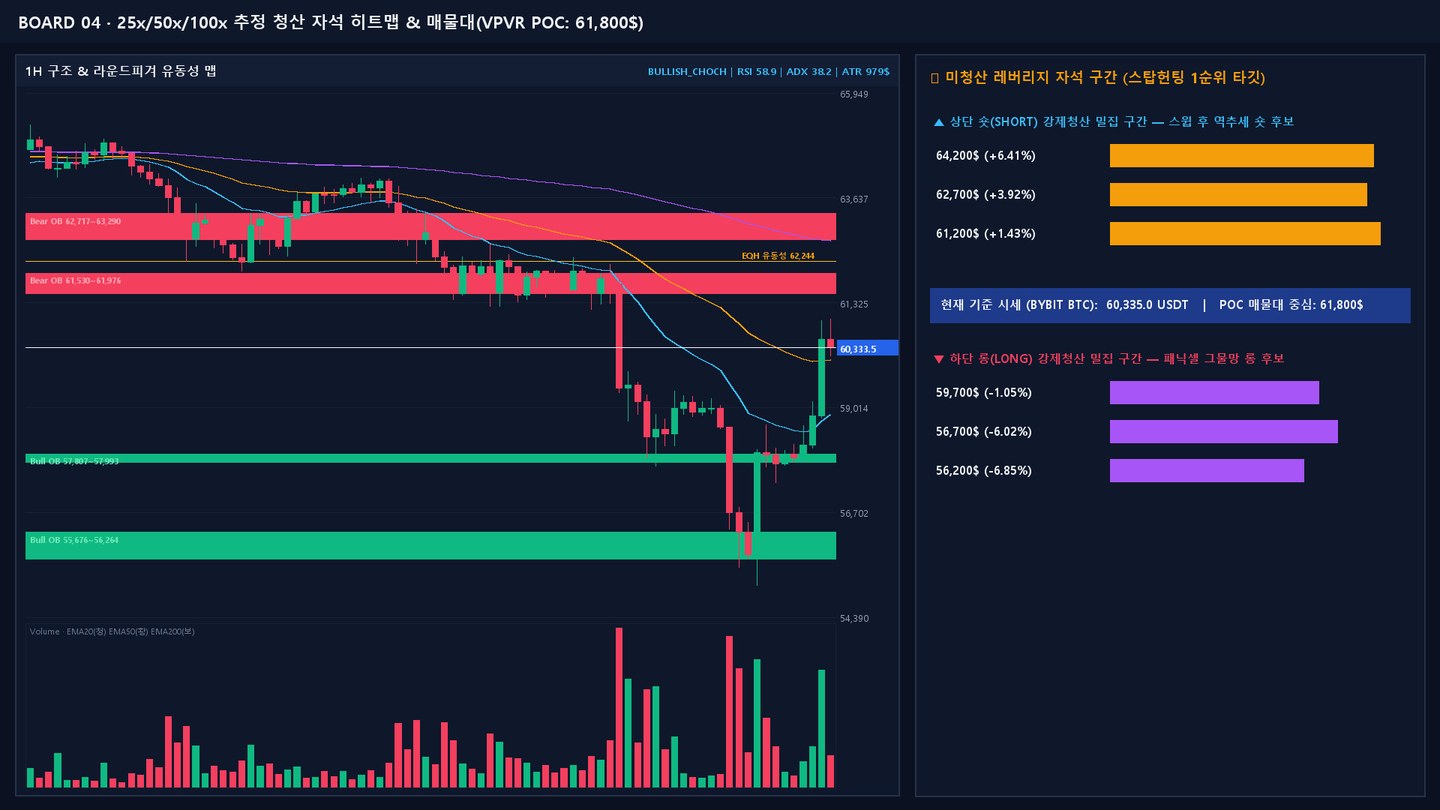 BOARD 04 · 25x/50x/100x 추정 청산 자석 히트맵 & 매물대(VPVR POC: 61,800$)
1H 구조 & 라운드피겨 유동성 맵
BULLISH_CHOCH | RSI 58.9 | ADX 38.2 | ATR 979$
65,949
63,637
Bear OB 62,717~63,290
EQH 유동성 62,244
Bear OB 61,530~61,976
61,325
60,333.5
59,014
Bull OB 57,807~57,993
56,702
Bull OB 55,676~56,264
54,390
Volume · EMA20(청) EMA50(황) EMA200(보)
미청산 레버리지 자석 구간 (스탑헌팅 1순위 타깃)
▲ 상단 숏(SHORT) 강제청산 밀집 구간 — 스윕 후 역추세 숏 후보
64,200$ (+6.41%)
62,700$ (+3.92%)
61,200$ (+1.43%)
현재 기준 시세 (BYBIT BTC): 60,335.0 USDT | POC 매물대 중심: 61,800$
▼ 하단 롱(LONG) 강제청산 밀집 구간 — 패닉셀 그물망 롱 후보
59,700$ (-1.05%)
56,700$ (-6.02%)
56,200$ (-6.85%)